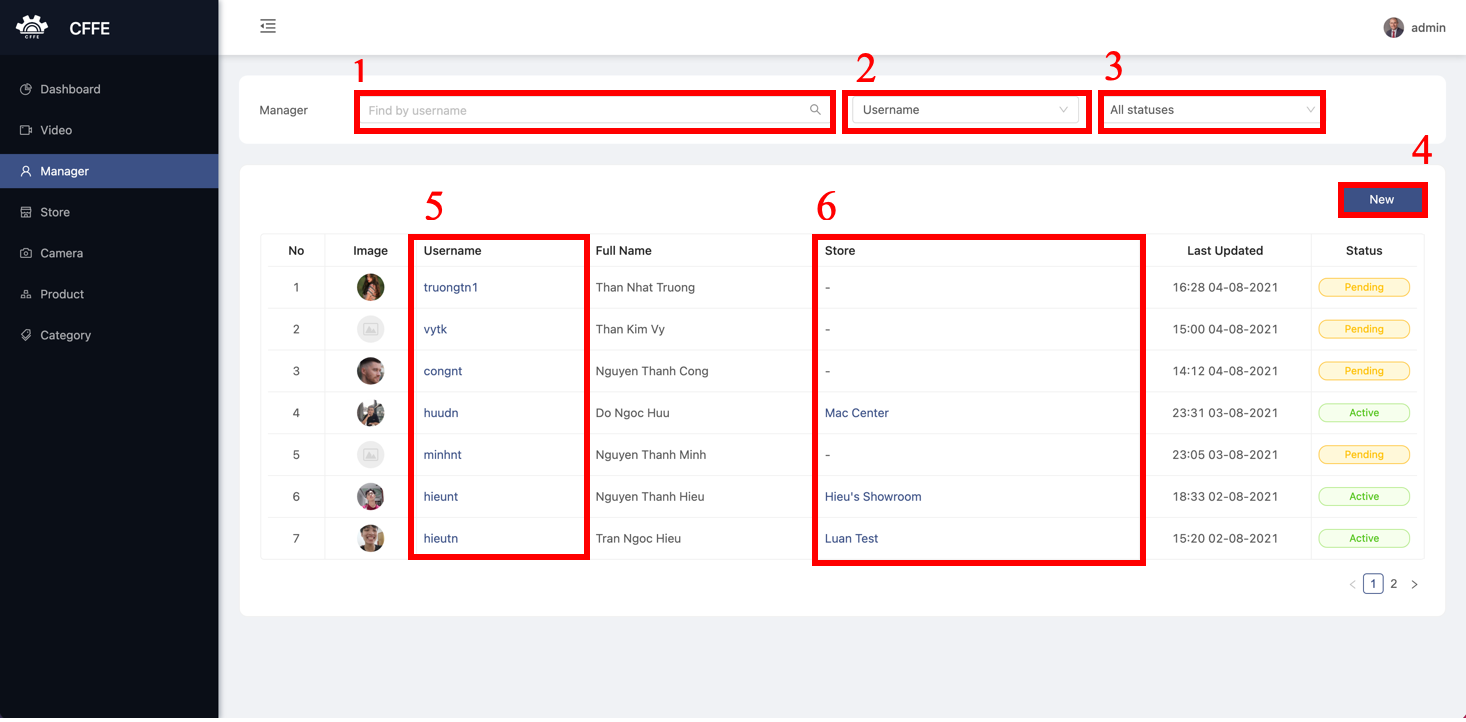 CFFE
CFFE
admin
Dashboard
Video
Manager
Store
Camera
Product
Category
1
2
3
Manager
Find by username
Username
All statuses
4
New
5
6
No Image Username Full Name Store Last Updated Status
1 truongtn1 Than Nhat Truong - 16:28 04-08-2021 Pending
2 vytk Than Kim Vy - 15:00 04-08-2021 Pending
3 congnt Nguyen Thanh Cong - 14:12 04-08-2021 Pending
4 huudn Do Ngoc Huu Mac Center 23:31 03-08-2021 Active
5 minhnt Nguyen Thanh Minh - 23:05 03-08-2021 Pending
6 hieunt Nguyen Thanh Hieu Hieu's Showroom 18:33 02-08-2021 Active
7 hieutn Tran Ngoc Hieu Luan Test 15:20 02-08-2021 Active
< 1 2 >